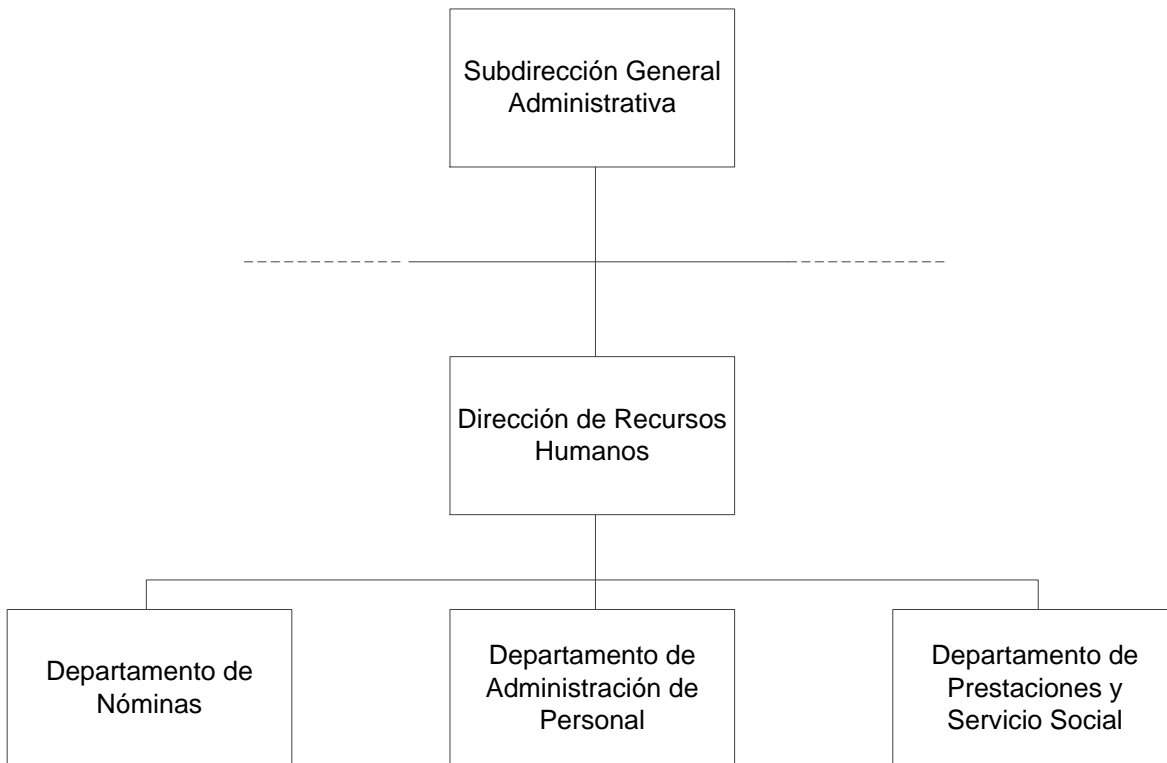 Subdirección General
Administrativa
Dirección de Recursos
Humanos
Departamento de
Nóminas
Departamento de
Administración de
Personal
Departamento de
Prestaciones y
Servicio Social